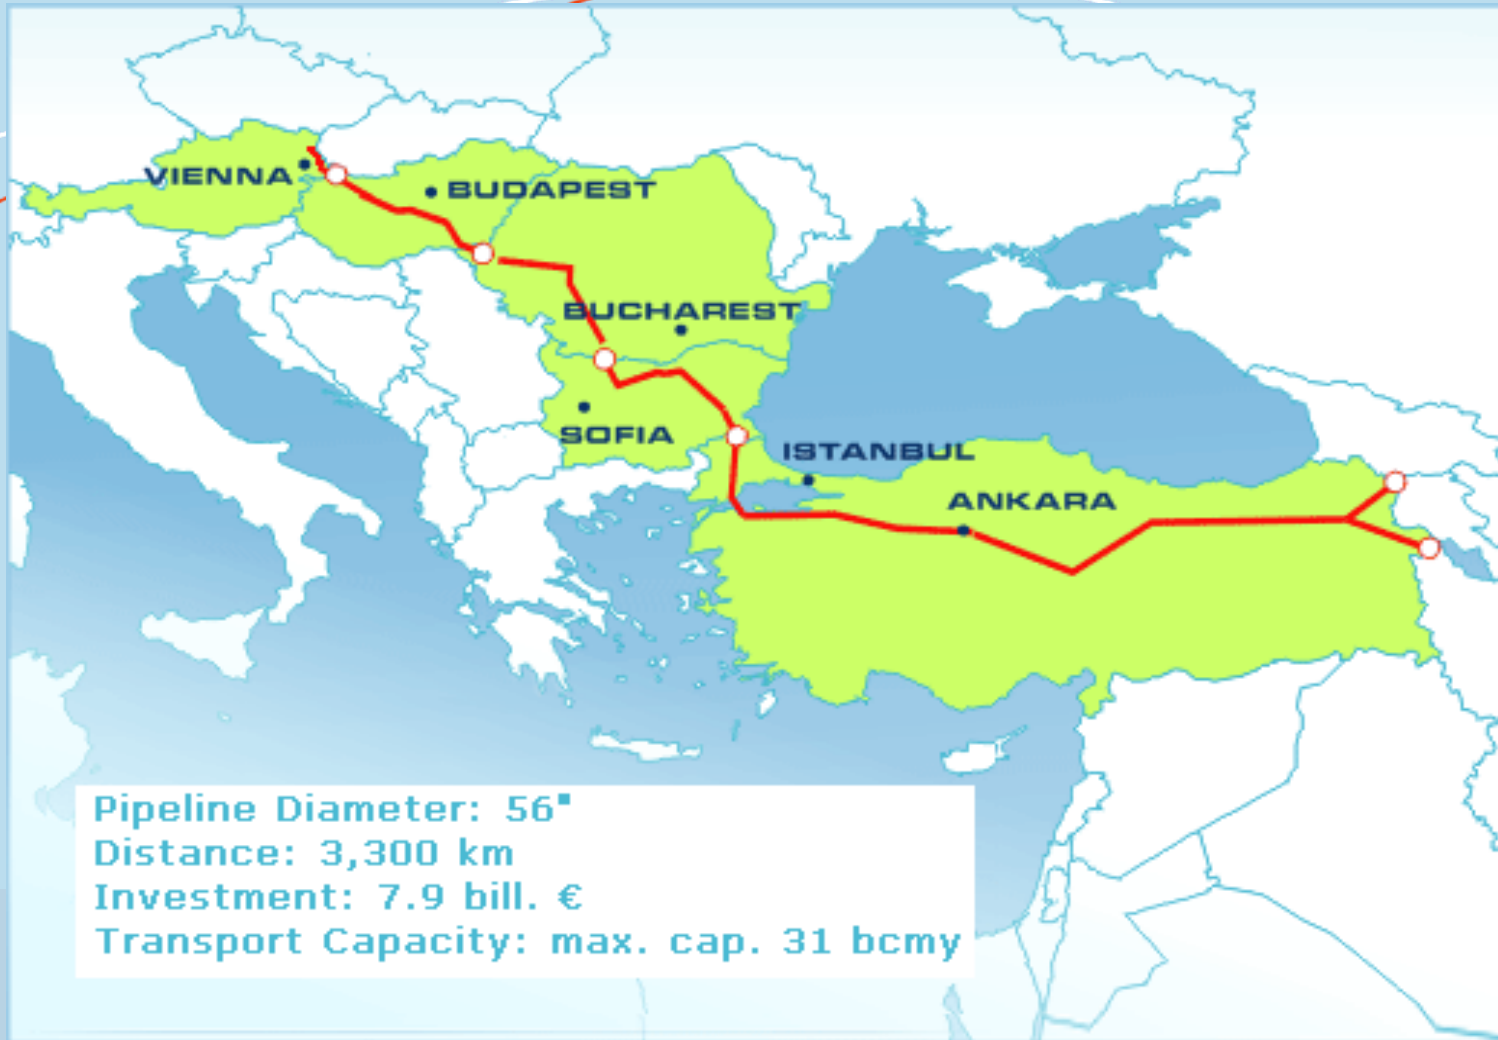 VIENNA
BUDAPEST
BUCHAREST
SOFIA
ISTANBUL
ANKARA
Pipeline Diameter: 56"
Distance: 3,300 km
Investment: 7.9 bill. €
Transport Capacity: max. cap. 31 bcmy